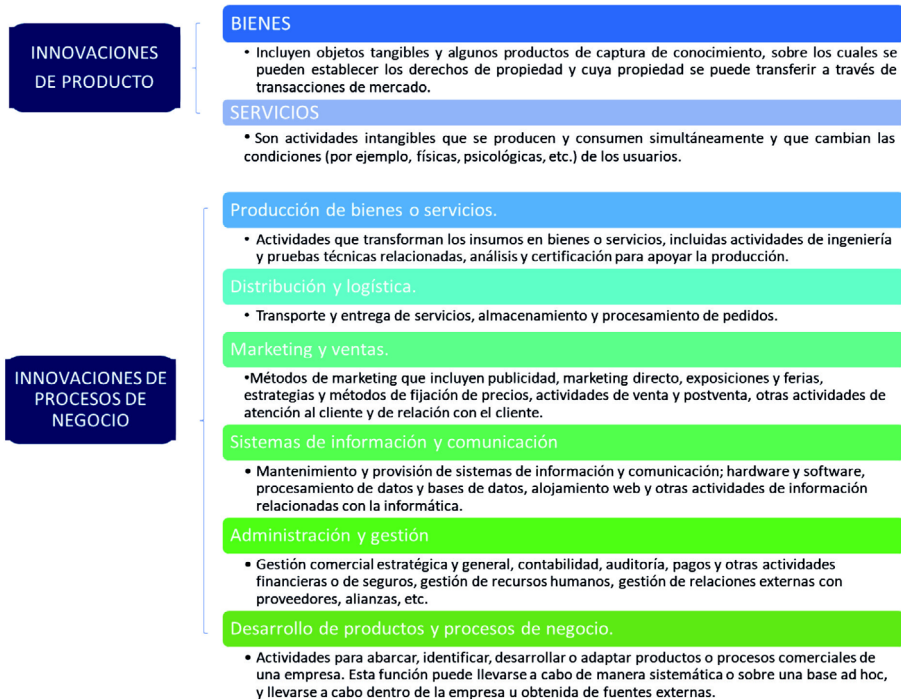 INNOVACIONES
DE PRODUCTO
BIENES
• Incluyen objetos tangibles y algunos productos de captura de conocimiento, sobre los cuales se
pueden establecer los derechos de propiedad y cuya propiedad se puede transferir a través de
transacciones de mercado.
SERVICIOS
• Son actividades intangibles que se producen y consumen simultáneamente y que cambian las
condiciones (por ejemplo, físicas, psicológicas, etc.) de los usuarios.
INNOVACIONES DE
PROCESOS DE
NEGOCIO
Producción de bienes o servicios.
• Actividades que transforman los insumos en bienes o servicios, incluidas actividades de ingeniería
y pruebas técnicas relacionadas, análisis y certificación para apoyar la producción.
Distribución y logística.
• Transporte y entrega de servicios, almacenamiento y procesamiento de pedidos.
Marketing y ventas.
•Métodos de marketing que incluyen publicidad, marketing directo, exposiciones y ferias,
estrategias y métodos de fijación de precios, actividades de venta y postventa, otras actividades de
atención al cliente y de relación con el cliente.
Sistemas de información y comunicación
• Mantenimiento y provisión de sistemas de información y comunicación; hardware y software,
procesamiento de datos y bases de datos, alojamiento web y otras actividades de información
relacionadas con la informática.
Administración y gestión
• Gestión comercial estratégica y general, contabilidad, auditoría, pagos y otras actividades
financieras o de seguros, gestión de recursos humanos, gestión de relaciones externas con
proveedores, alianzas, etc.
Desarrollo de productos y procesos de negocio.
• Actividades para abarcar, identificar, desarrollar o adaptar productos o procesos comerciales de
una empresa. Esta función puede llevarse a cabo de manera sistemática o sobre una base ad hoc,
y llevarse a cabo dentro de la empresa u obtenida de fuentes externas.